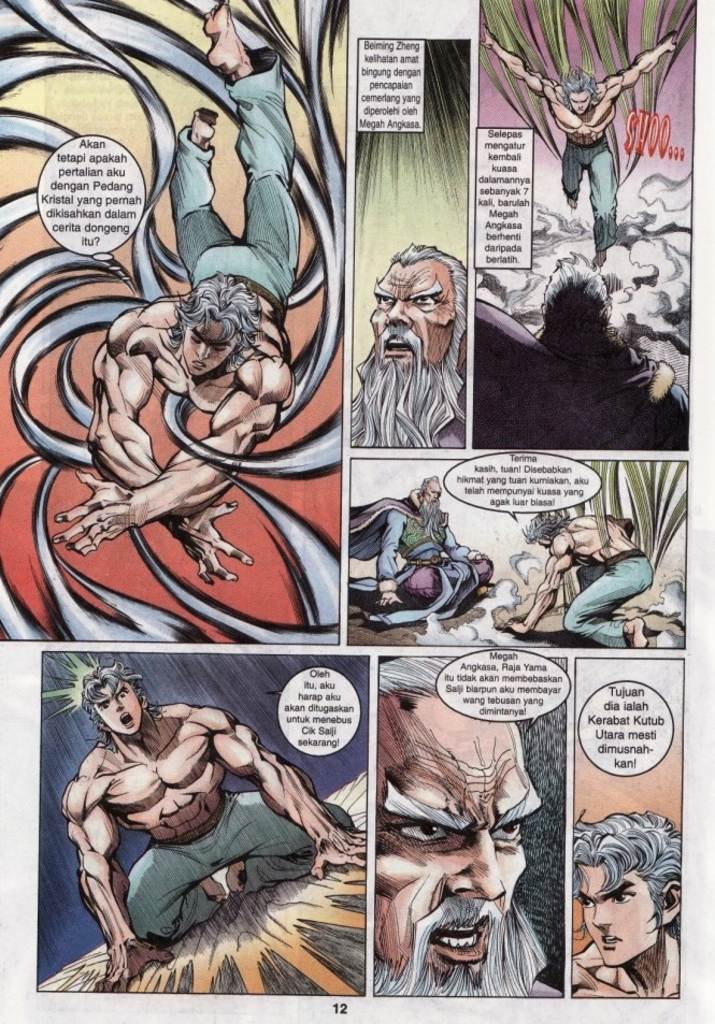 Akan
tetapi apakah
pertalian aku
dengan Pedang
Kristal yang pernah
dikisahkan dalam
cerita dongeng
itu?
Beiming Zheng
kelihatan amat
bingung dengan
pencapaian
cemerlang yang
diperolehi oleh
Megah Angkasa.
Selepas
mengatur
kembali
kuasa
dalamannya
sebanyak 7
kali, barulah
Megah
Angkasa
berhenti
daripada
berlatih.
SYOO...
Terima
kasih, tuan! Disebabkan
hikmat yang tuan kurniakan, aku
telah mempunyai kuasa yang
agak luar biasa!
Oleh
itu, aku
harap aku
akan ditugaskan
untuk menebus
Cik Salji
sekarang!
Megah
Angkasa, Raja Yama
itu tidak akan membebaskan
Salji biarpun aku membayar
wang tebusan yang
dimintanya!
Tujuan
dia ialah
Kerabat Kutub
Utara mesti
dimusnah-
kan!
12